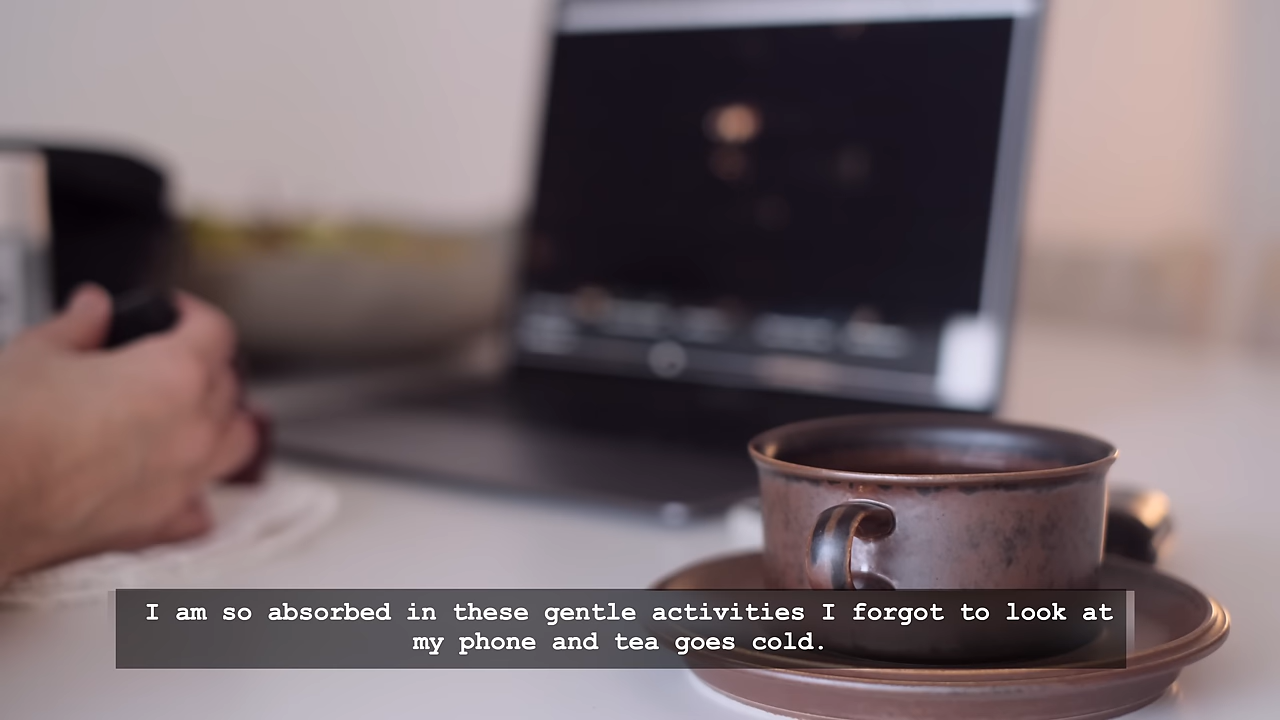 I am so absorbed in these gentle activities I forgot to look at
my phone and tea goes cold.